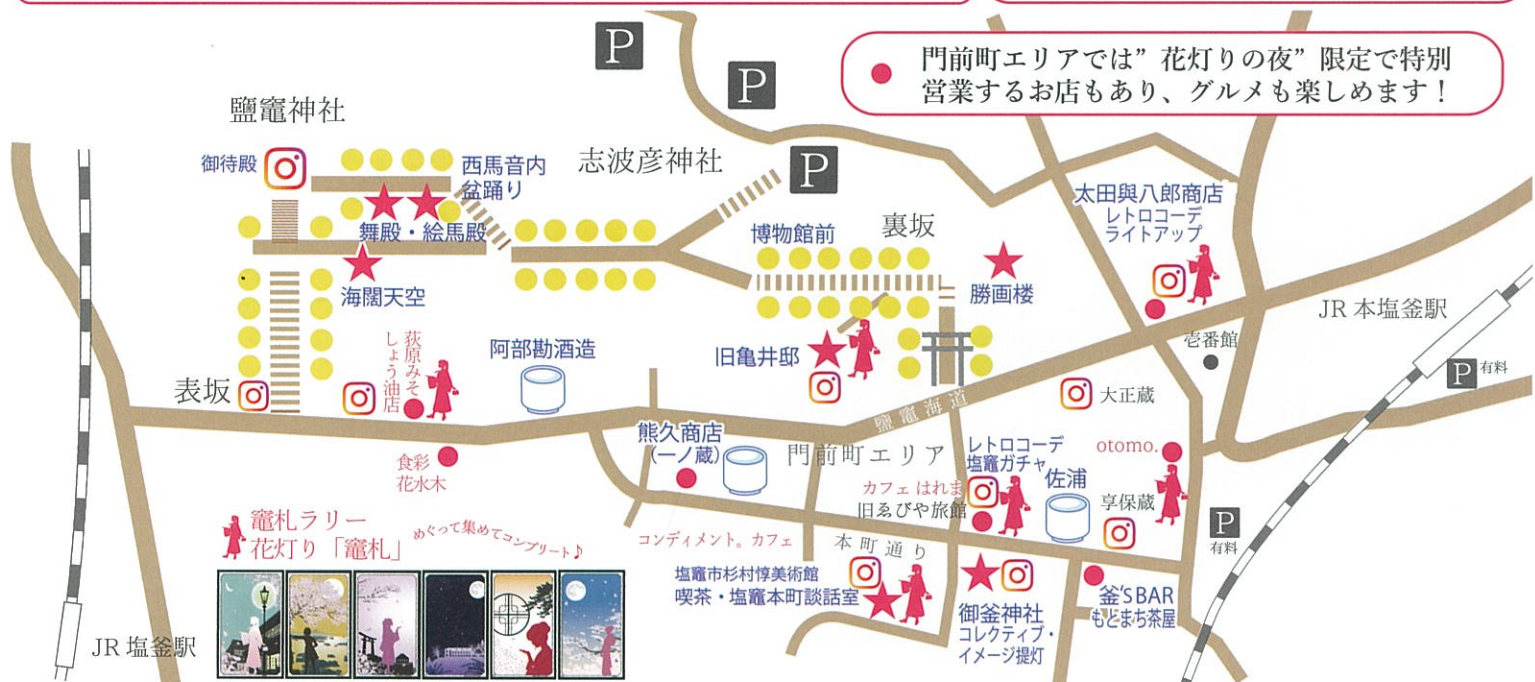 門前町エリアでは”花灯りの夜”限定で特別
営業するお店もあり、グルメも楽しめます！
P
P
P
鹽竈神社
御待殿
西馬音内
盆踊り
志波彦神社
舞殿・絵馬殿
海闊天空
博物館前
裏坂
勝画楼
太田與八郎商店
レトロコーデ
ライトアップ
JR 本塩釜駅
壱番館
P 有料
表坂
荻原みそ
しょう油店
阿部勘酒造
旧亀井邸
鹽竈海道
大正蔵
食彩
花水木
熊久商店
（一ノ蔵）
門前町エリア
レトロコーデ
塩竈ガチャ
カフェ はれま
旧ゑびや旅館
佐浦
otomo.
享保蔵
P
有料
竈札ラリー
花灯り「竈札」
めぐって集めてコンプリート♪
コンディメント。カフェ
本町通り
塩竈市杉村惇美術館
喫茶・塩竈本町談話室
御釜神社
コレクティブ・
イメージ提灯
釜'S BAR
もとまち茶屋
JR 塩釜駅